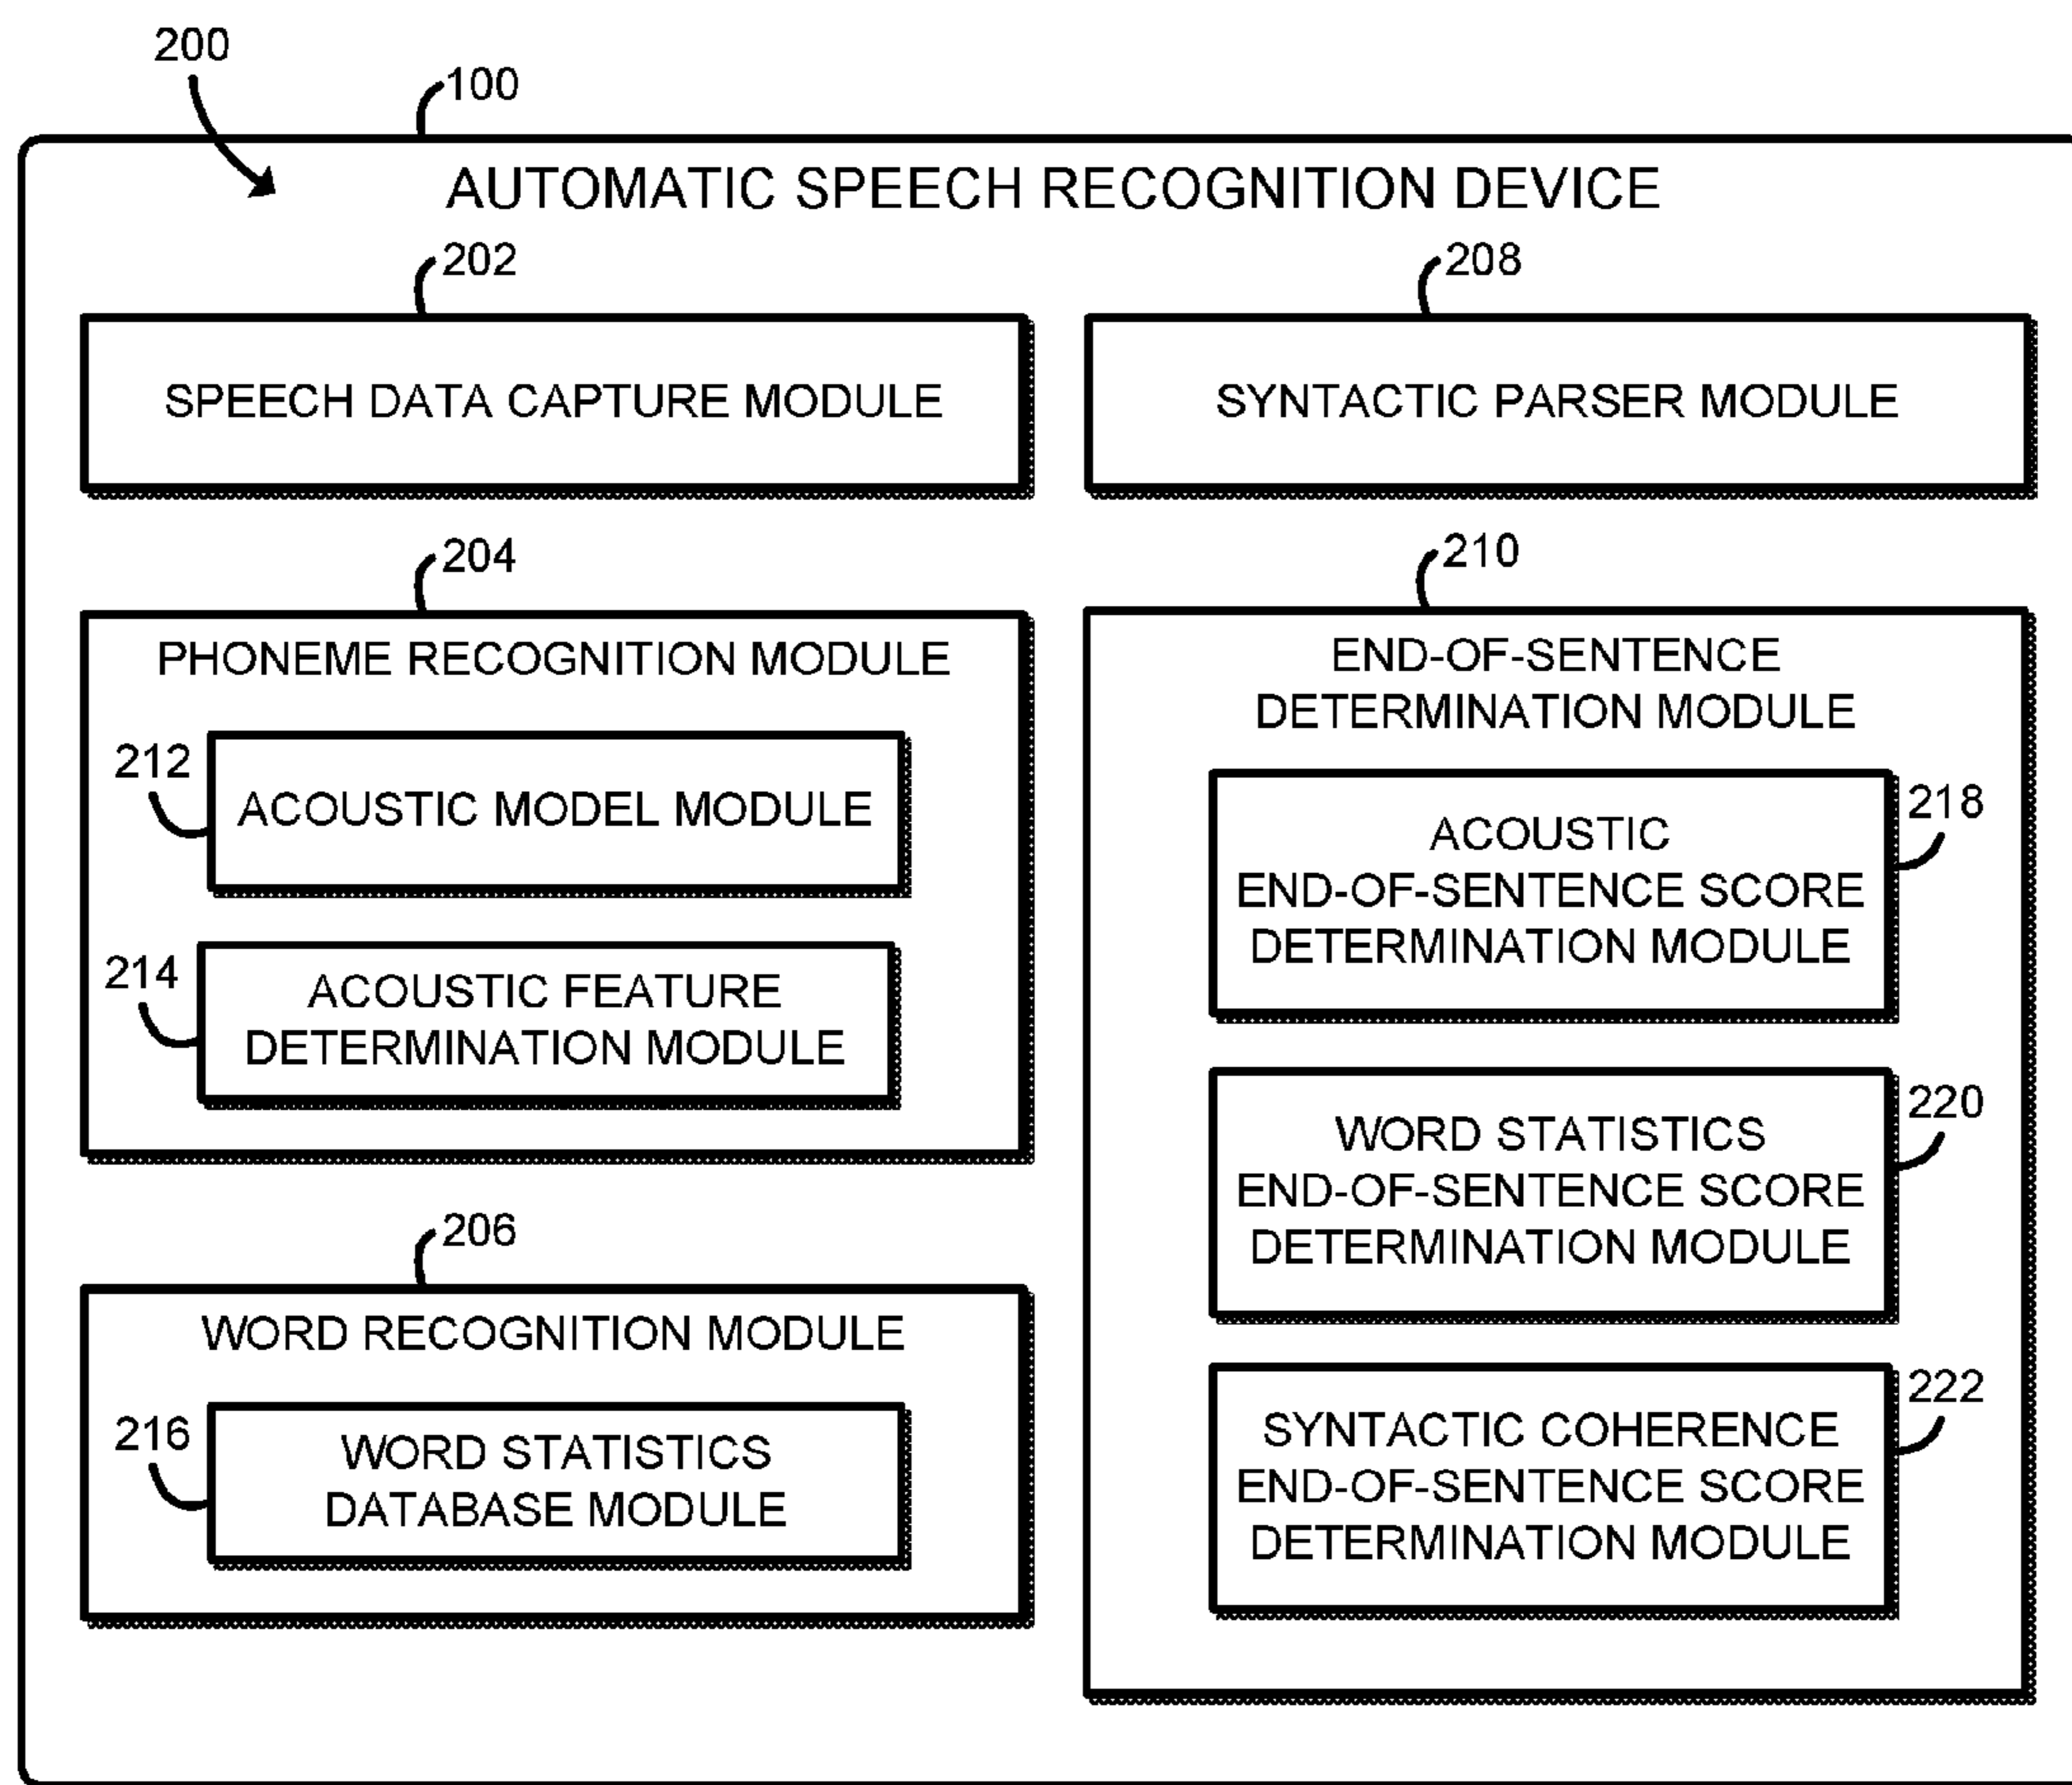 200
100
AUTOMATIC SPEECH RECOGNITION DEVICE
202
SPEECH DATA CAPTURE MODULE
208
SYNTACTIC PARSER MODULE
204
PHONEME RECOGNITION MODULE
212
ACOUSTIC MODEL MODULE
214
ACOUSTIC FEATURE
DETERMINATION MODULE
206
WORD RECOGNITION MODULE
216
WORD STATISTICS
DATABASE MODULE
210
END-OF-SENTENCE
DETERMINATION MODULE
218
ACOUSTIC
END-OF-SENTENCE SCORE
DETERMINATION MODULE
220
WORD STATISTICS
END-OF-SENTENCE SCORE
DETERMINATION MODULE
222
SYNTACTIC COHERENCE
END-OF-SENTENCE SCORE
DETERMINATION MODULE